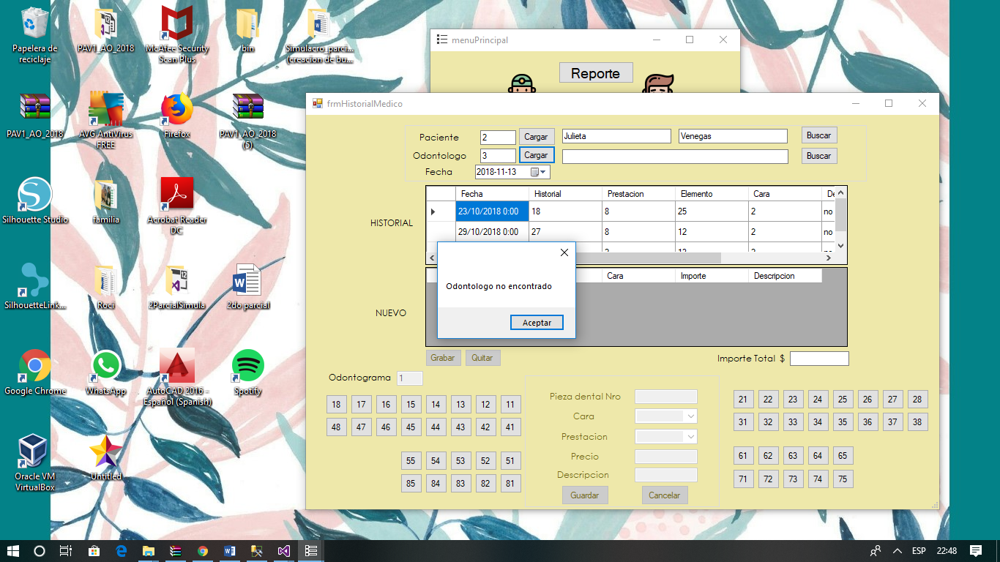 Papelera de
reciclaje
PAV1_AO_2018
McAfee Security
Scan Plus
bin
Simulacro_parci...
(creacion de bu...
PAV1_AO_2018
AVG AntiVirus
FREE
Firefox
PAV1_AO_2018
(5)
Silhouette Studio
familia
Acrobat Reader
DC
SilhouetteLink...
Roci
2ParcialSimula
2do parcial
Google Chrome
WhatsApp
AutoCAD 2016 -
Español (Spanish)
Spotify
Oracle VM
VirtualBox
Untitled
menuPrincipal
Reporte
frmHistorialMedico
Paciente 2 Cargar Julieta Venegas Buscar
Odontologo 3 Cargar Buscar
Fecha 2018-11-13
HISTORIAL
Fecha Historial Prestacion Elemento Cara De
23/10/2018 0:00 18 8 25 2 no
29/10/2018 0:00 27 8 12 2 no
Odontologo no encontrado
Aceptar
NUEVO
Cara Importe Descripcion
Grabar Quitar
Importe Total $
Odontograma 1
18 17 16 15 14 13 12 11
48 47 46 45 44 43 42 41
55 54 53 52 51
85 84 83 82 81
Pieza dental Nro
Cara
Prestacion
Precio
Descripcion
Guardar Cancelar
21 22 23 24 25 26 27 28
31 32 33 34 35 36 37 38
61 62 63 64 65
71 72 73 74 75
ESP 22:48